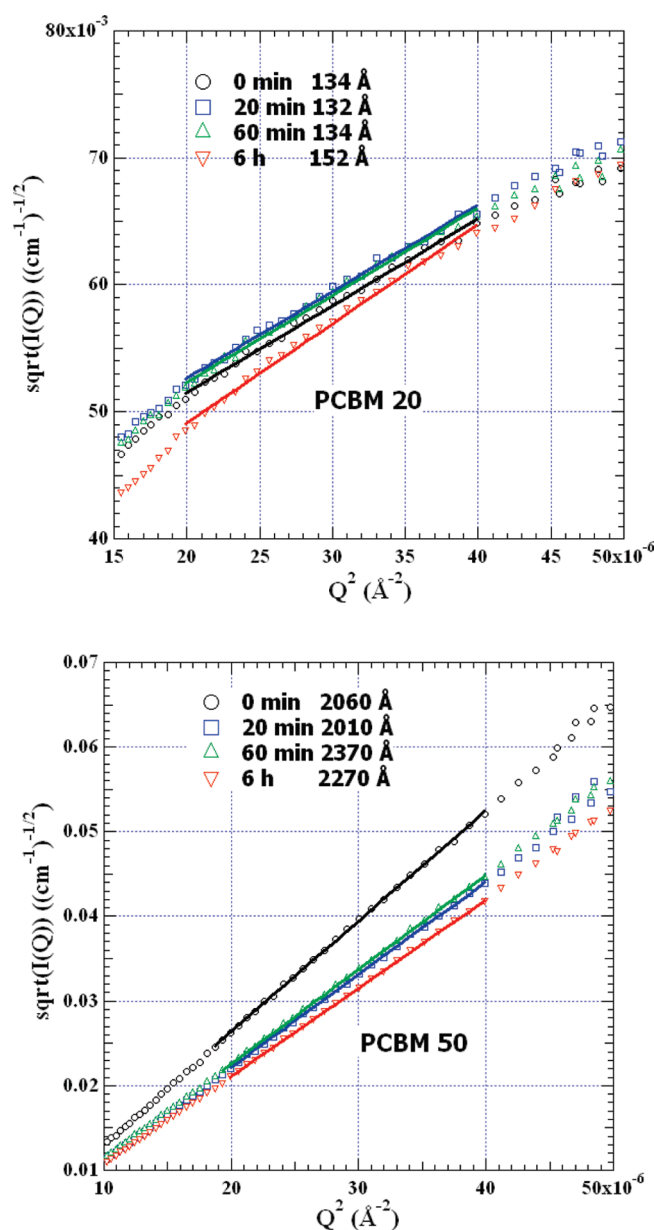 80x10⁻³
○ 0 min 134 Å
□ 20 min 132 Å
△ 60 min 134 Å
▽ 6 h 152 Å
70
60
50
40
sqrt(I(Q)) ((cm⁻¹)⁻¹/²)
PCBM 20
15 20 25 30 35 40 45 50x10⁻⁶
Q² (Å⁻²)
0.07
○ 0 min 2060 Å
□ 20 min 2010 Å
△ 60 min 2370 Å
▽ 6 h 2270 Å
0.06
0.05
0.04
0.03
0.02
0.01
sqrt(I(Q)) ((cm⁻¹)⁻¹/²)
PCBM 50
10 20 30 40 50x10⁻⁶
Q² (Å⁻²)